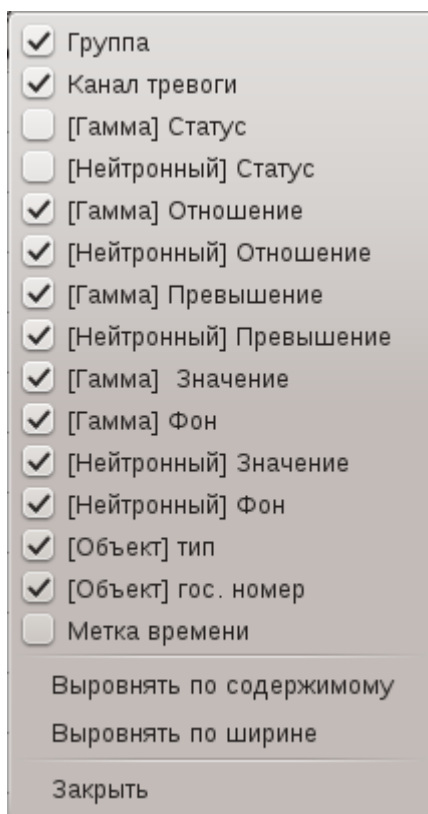 Группа
Канал тревоги
[Гамма] Статус
[Нейтронный] Статус
[Гамма] Отношение
[Нейтронный] Отношение
[Гамма] Превышение
[Нейтронный] Превышение
[Гамма]  Значение
[Гамма] Фон
[Нейтронный] Значение
[Нейтронный] Фон
[Объект] тип
[Объект] гос. номер
Метка времени
Выровнять по содержимому
Выровнять по ширине
Закрыть